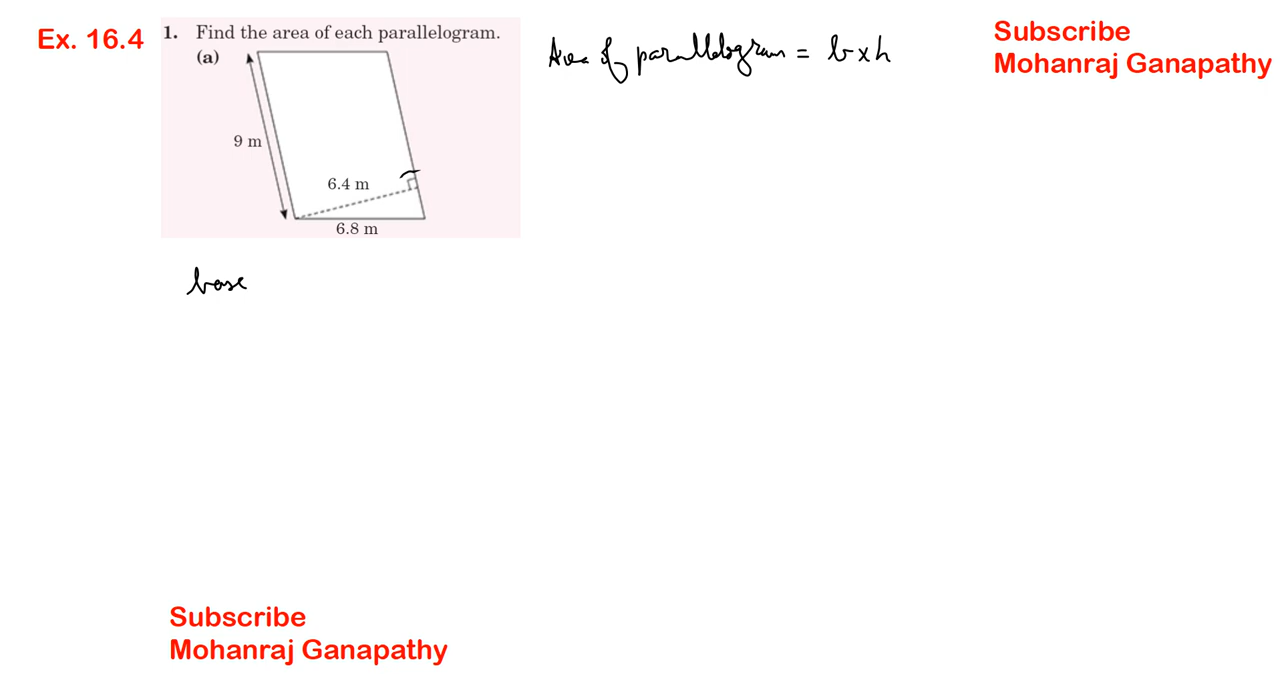 Ex. 16.4
1. Find the area of each parallelogram.
(a)
9 m
6.4 m
6.8 m
Area of parallelogram = b x h
Subscribe
Mohanraj Ganapathy
base
Subscribe
Mohanraj Ganapathy